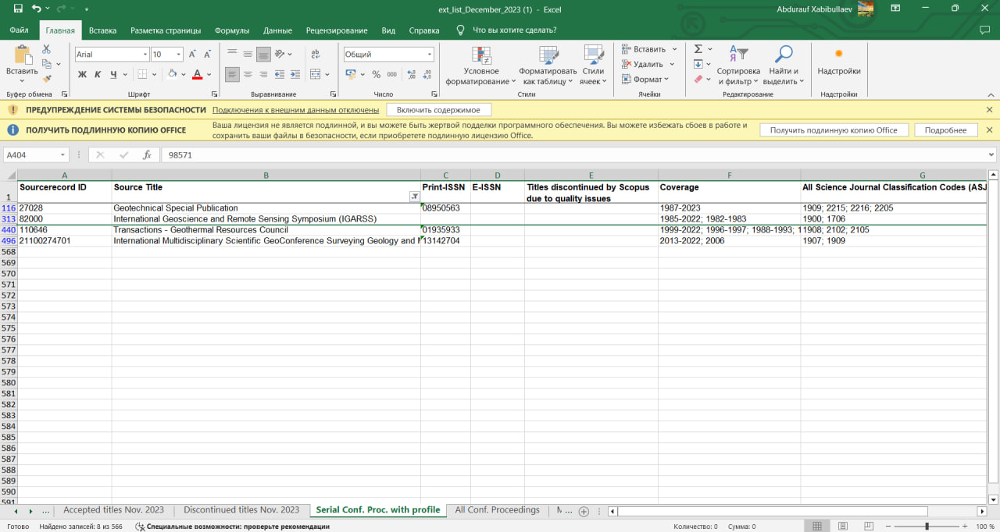 ext_list_December_2023 (1) - Excel
Abdurauf Xabibullaev
Файл Главная Вставка Разметка страницы Формулы Данные Рецензирование Вид Справка Что вы хотите сделать?
Вставить
Буфер обмена
Arial 10
Ж К Ч
Шрифт
Выравнивание
Общий
% 000
Число
Условное форматирование
Форматировать как таблицу
Стили ячеек
Стили
Вставить
Удалить
Формат
Ячейки
Сортировка и фильтр
Найти и выделить
Редактирование
Надстройки
Надстройки
ПРЕДУПРЕЖДЕНИЕ СИСТЕМЫ БЕЗОПАСНОСТИ Подключения к внешним данным отключены Включить содержимое
ПОЛУЧИТЬ ПОДЛИННУЮ КОПИЮ OFFICE Ваша лицензия не является подлинной, и вы можете быть жертвой подделки программного обеспечения. Вы можете избежать сбоев в работе и
сохранить ваши файлы в безопасности, если приобретете подлинную лицензию Office.
Получить подлинную копию Office Подробнее
A404 fx 98571
A B C D E F G
1 Sourcerecord ID Source Title Print-ISSN E-ISSN Titles discontinued by Scopus due to quality issues Coverage All Science Journal Classification Codes (ASJ
116 27028 Geotechnical Special Publication 08950563 1987-2023 1909; 2215; 2216; 2205
313 82000 International Geoscience and Remote Sensing Symposium (IGARSS) 1985-2022; 1982-1983 1900; 1706
440 110646 Transactions - Geothermal Resources Council 01935933 1999-2022; 1996-1997; 1988-1993; 1 1908; 2102; 2105
496 21100274701 International Multidisciplinary Scientific GeoConference Surveying Geology and M 13142704 2013-2022; 2006 1907; 1909
568
569
570
571
572
573
574
575
576
577
578
579
580
581
582
583
584
585
586
587
588
589
590
591
... Accepted titles Nov. 2023 Discontinued titles Nov. 2023 Serial Conf. Proc. with profile All Conf. Proceedings M ...
Готово Найдено записей: 8 из 566 Специальные возможности: проверьте рекомендации Количество: 0 Сумма: 0 100 %